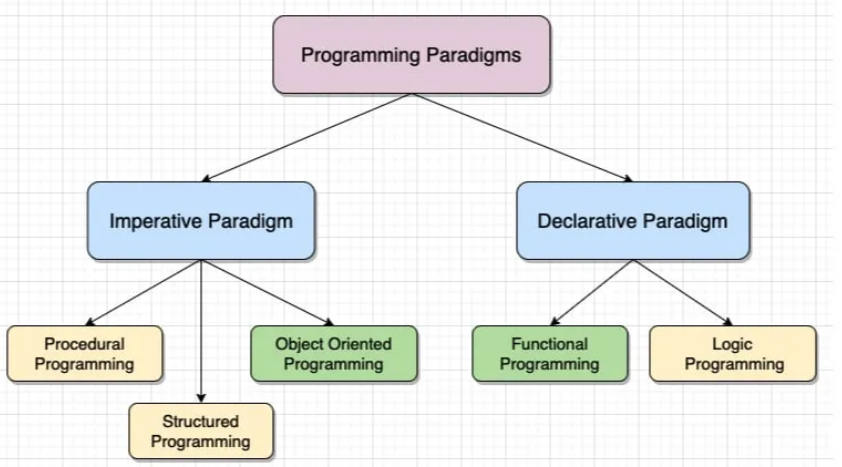 Programming Paradigms
Imperative Paradigm
Declarative Paradigm
Procedural
Programming
Object Oriented
Programming
Functional
Programming
Logic
Programming
Structured
Programming